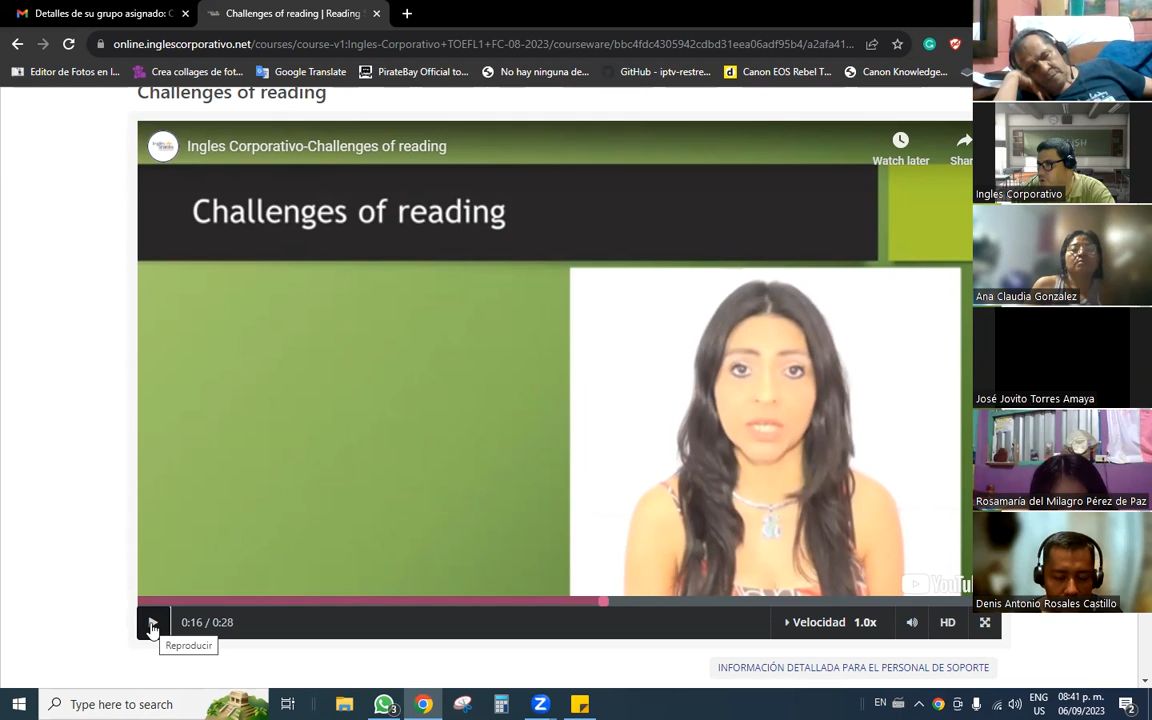 Detalles de su grupo asignado: C
Challenges of reading | Reading S
online.inglescorporativo.net/courses/course-v1:Ingles-Corporativo+TOEFL1+FC-08-2023/courseware/bbc4fdc4305942cdbd31eea06adf95b4/a2afa41...
Editor de Fotos en l...
Crea collages de fot...
Google Translate
PirateBay Official to...
No hay ninguna de...
GitHub - iptv-restre...
Canon EOS Rebel T...
Canon Knowledge...
Challenges of reading
Ingles Corporativo-Challenges of reading
Watch later
Shar
Challenges of reading
YouTu
0:16 / 0:28
Velocidad 1.0x
HD
Reproducir
INFORMACIÓN DETALLADA PARA EL PERSONAL DE SOPORTE
Ingles Corporativo
Ana Claudia Gonzalez
José Jovito Torres Amaya
Rosamaría del Milagro Pérez de Paz
Denis Antonio Rosales Castillo
Type here to search
3
EN
ENG
US
08:41 p. m.
06/09/2023
2